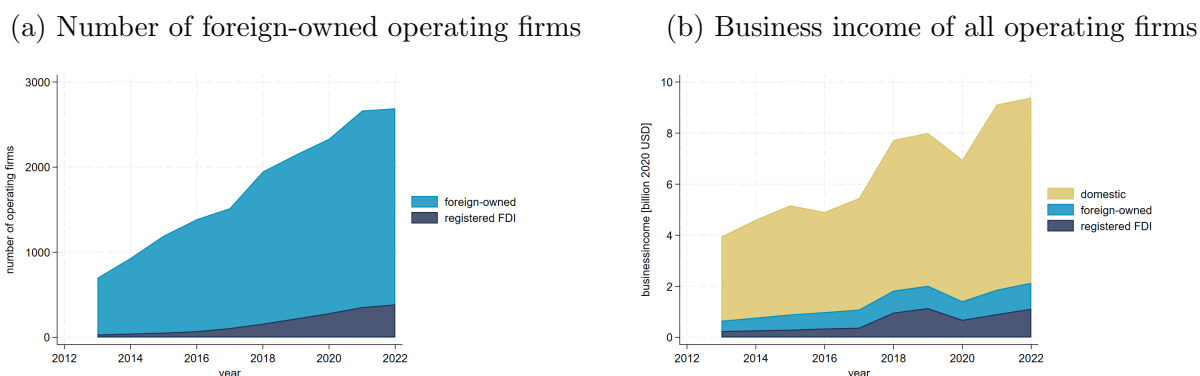 (a) Number of foreign-owned operating firms
number of operating firms
3000
2000
1000
0
2012 2014 2016 2018 2020 2022
year
foreign-owned
registered FDI
(b) Business income of all operating firms
businessincome [billion 2020 USD]
10
8
6
4
2
0
2012 2014 2016 2018 2020 2022
year
domestic
foreign-owned
registered FDI